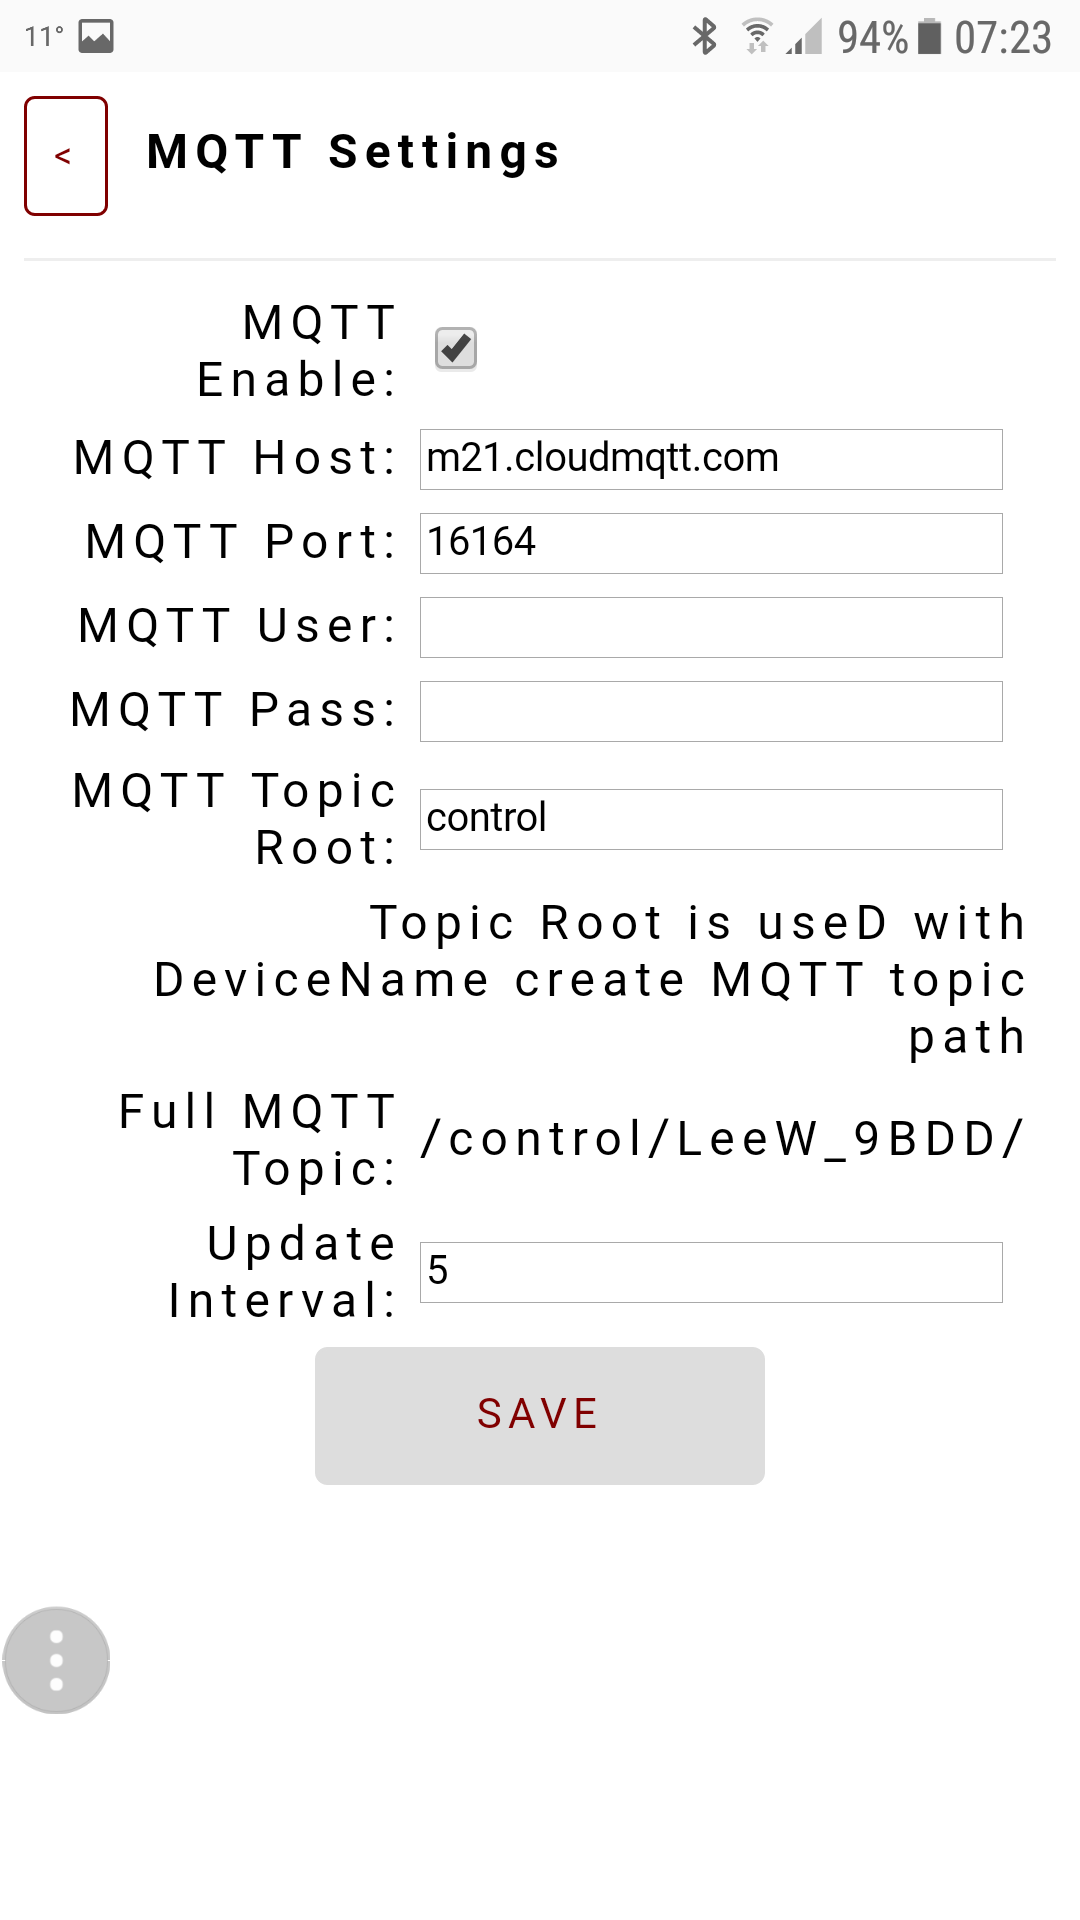 11° 94% 07:23
< MQTT Settings
MQTT
Enable:
MQTT Host: m21.cloudmqtt.com
MQTT Port: 16164
MQTT User:
MQTT Pass:
MQTT Topic
Root: control
Topic Root is useD with
DeviceName create MQTT topic
path
Full MQTT
Topic: /control/LeeW_9BDD/
Update
Interval: 5
SAVE